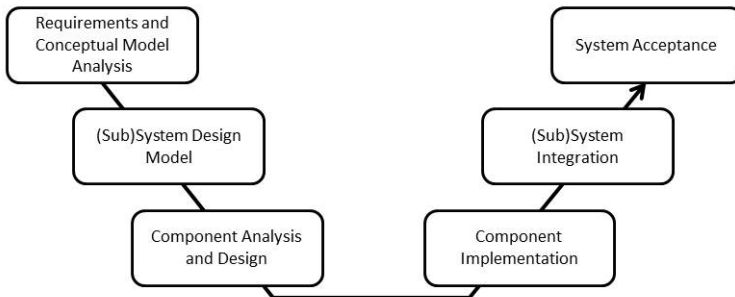 Requirements and
Conceptual Model
Analysis
System Acceptance
(Sub)System Design
Model
(Sub)System
Integration
Component Analysis
and Design
Component
Implementation